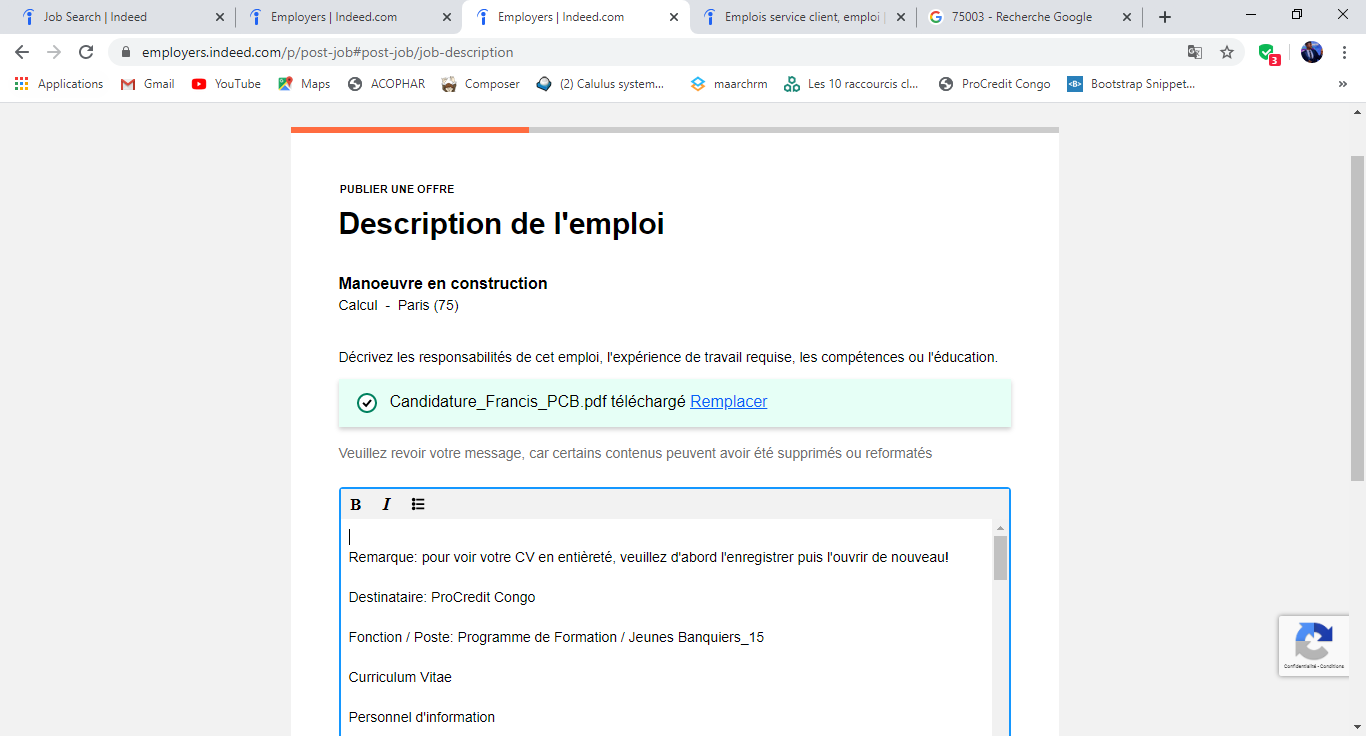 Job Search | Indeed
Employers | Indeed.com
Employers | Indeed.com
Emplois service client, emploi
75003 - Recherche Google
employers.indeed.com/p/post-job#post-job/job-description
3
Applications
Gmail
YouTube
Maps
ACOPHAR
Composer
(2) Calulus system...
maarchrm
Les 10 raccourcis cl...
ProCredit Congo
Bootstrap Snippet...
»
PUBLIER UNE OFFRE
Description de l'emploi
Manoeuvre en construction
Calcul - Paris (75)
Décrivez les responsabilités de cet emploi, l'expérience de travail requise, les compétences ou l'éducation.
Candidature_Francis_PCB.pdf téléchargé Remplacer
Veuillez revoir votre message, car certains contenus peuvent avoir été supprimés ou reformatés
B I
Remarque: pour voir votre CV en entièreté, veuillez d'abord l'enregistrer puis l'ouvrir de nouveau!
Destinataire: ProCredit Congo
Fonction / Poste: Programme de Formation / Jeunes Banquiers_15
Curriculum Vitae
Personnel d'information
Confidentialité - Conditions